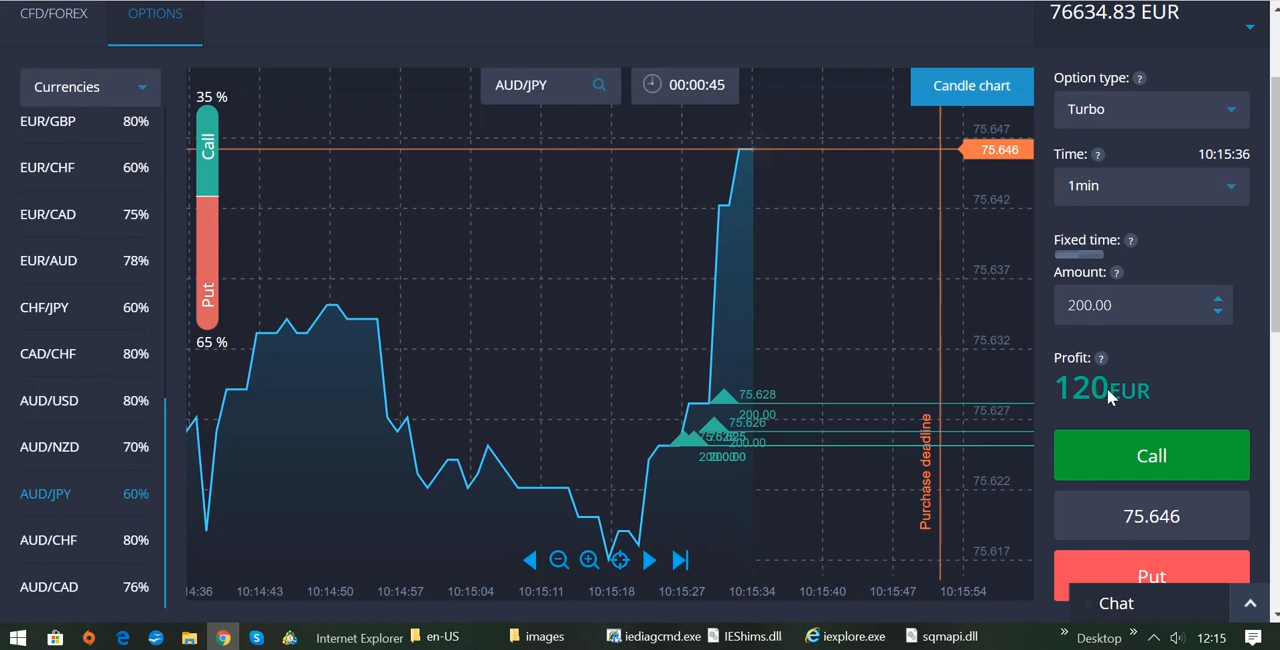 CFD/FOREX
OPTIONS
76634.83 EUR
Currencies
EUR/GBP 80%
EUR/CHF 60%
EUR/CAD 75%
EUR/AUD 78%
CHF/JPY 60%
CAD/CHF 80%
AUD/USD 80%
AUD/NZD 70%
AUD/JPY 60%
AUD/CHF 80%
AUD/CAD 76%
35 %
Call
Put
65 %
AUD/JPY
00:00:45
Candle chart
75.647
75.646
75.642
75.637
75.632
75.627
75.622
75.617
75.628
200.00
75.626
200.00
75.625
200.00
Purchase deadline
14:36 10:14:43 10:14:50 10:14:57 10:15:04 10:15:11 10:15:18 10:15:27 10:15:34 10:15:40 10:15:47 10:15:54
Option type: ?
Turbo
Time: ? 10:15:36
1min
Fixed time: ?
Amount: ?
200.00
Profit: ?
120EUR
Call
75.646
Put
Chat
Internet Explorer
en-US
images
iediagcmd.exe
IEShims.dll
iexplore.exe
sqmapi.dll
Desktop
12:15